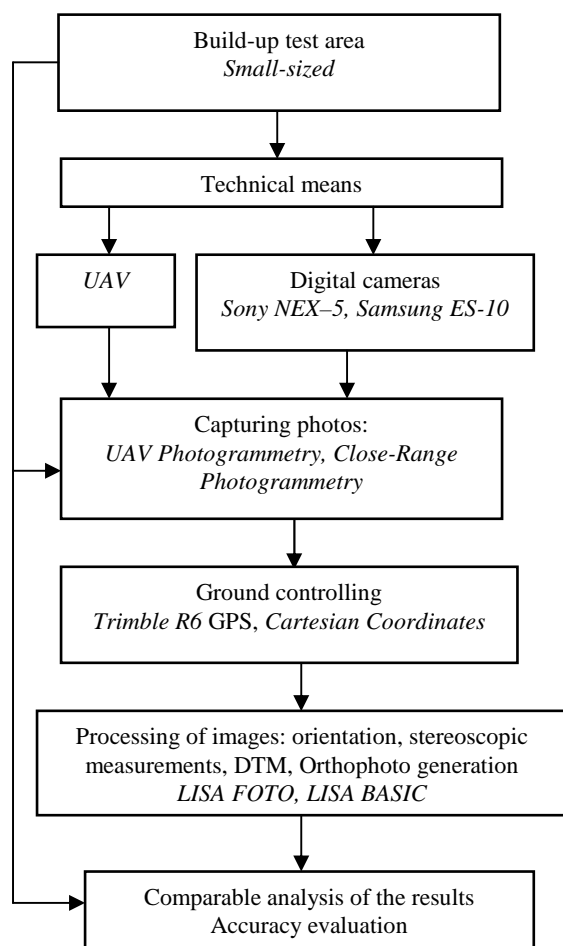 Build-up test area
Small-sized
Technical means
UAV
Digital cameras
Sony NEX–5, Samsung ES-10
Capturing photos:
UAV Photogrammetry, Close-Range
Photogrammetry
Ground controlling
Trimble R6 GPS, Cartesian Coordinates
Processing of images: orientation, stereoscopic
measurements, DTM, Orthophoto generation
LISA FOTO, LISA BASIC
Comparable analysis of the results
Accuracy evaluation